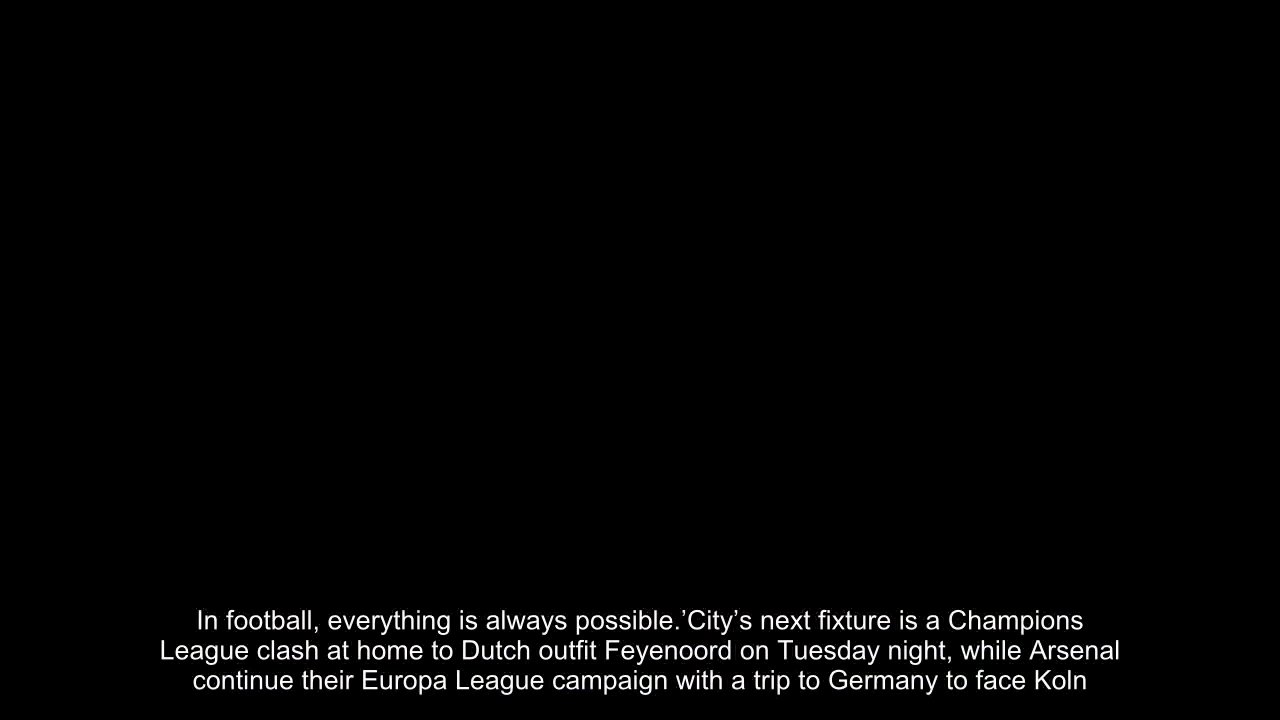 In football, everything is always possible.’City’s next fixture is a Champions
League clash at home to Dutch outfit Feyenoord on Tuesday night, while Arsenal
continue their Europa League campaign with a trip to Germany to face Koln